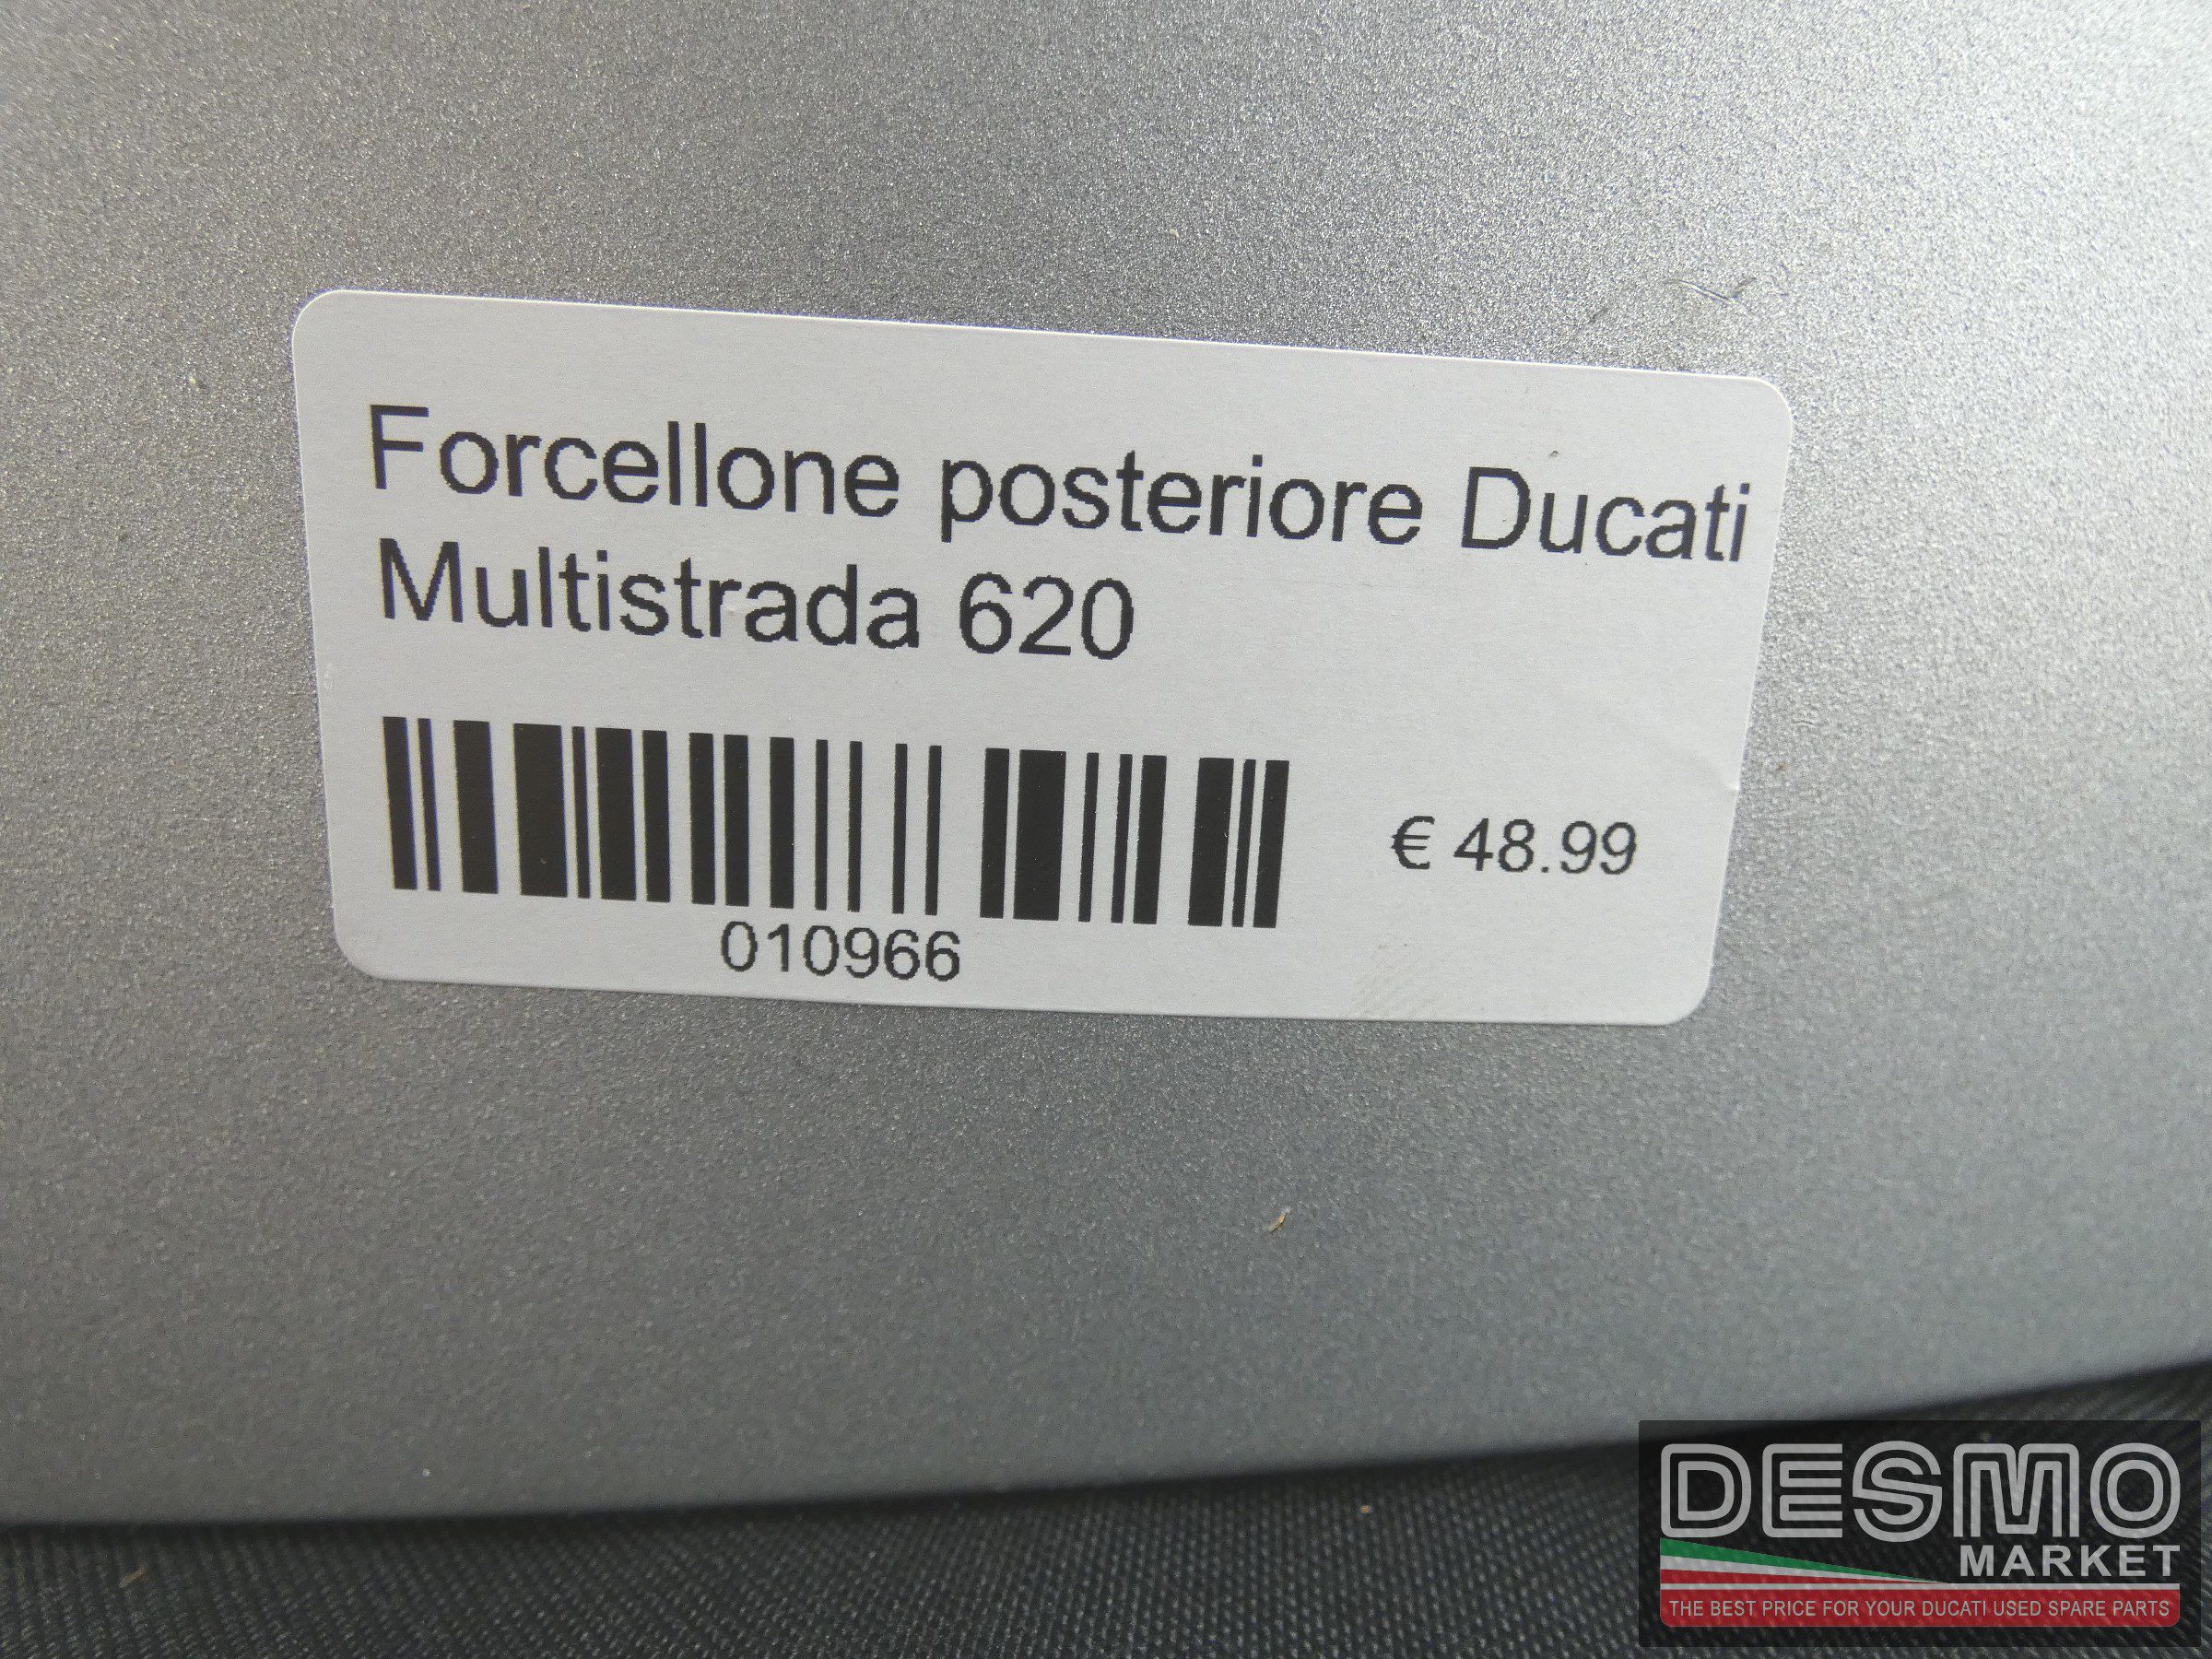 Forcellone posteriore Ducati
Multistrada 620
€ 48.99
010966
DESMO
MARKET
THE BEST PRICE FOR YOUR DUCATI USED SPARE PARTS